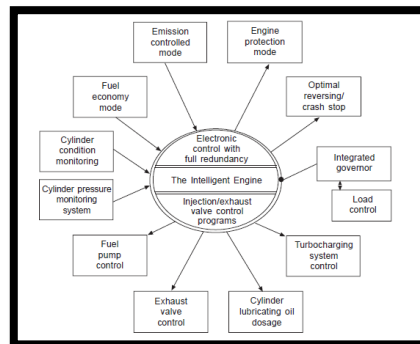 Emission
controlled
mode
Engine
protection
mode
Fuel
economy
mode
Optimal
reversing/
crash stop
Cylinder
condition
monitoring
Electronic
control with
full redundancy
Integrated
governor
The Intelligent Engine
Cylinder pressure
monitoring
system
Injection/exhaust
valve control
programs
Load
control
Fuel
pump
control
Turbocharging
system
control
Exhaust
valve
control
Cylinder
lubricating oil
dosage